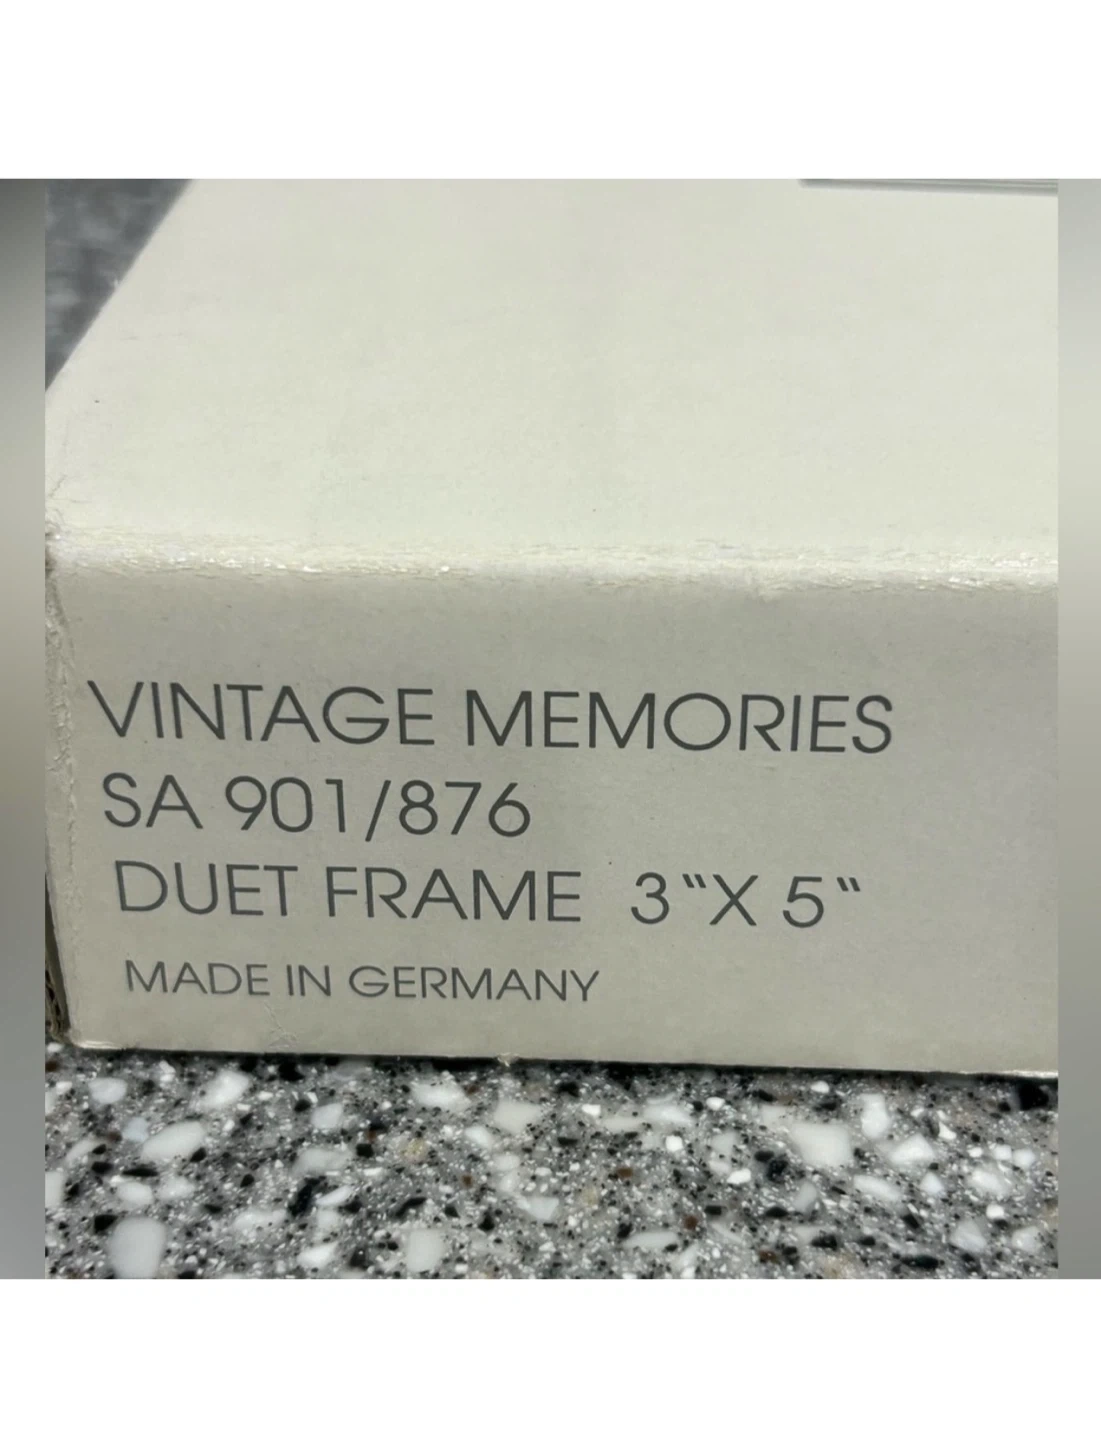 VINTAGE MEMORIES
SA 901/876
DUET FRAME 3"X 5"
MADE IN GERMANY